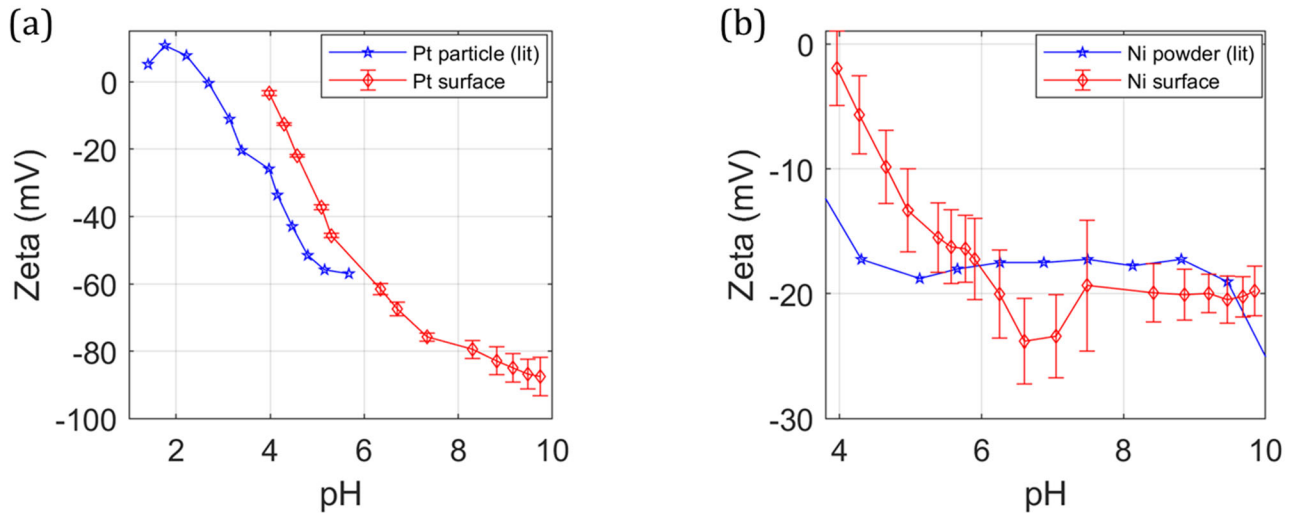 (a)
Pt particle (lit)
Pt surface
0
-20
-40
-60
-80
-100
2
4
6
8
10
Zeta (mV)
pH
(b)
Ni powder (lit)
Ni surface
0
-10
-20
-30
4
6
8
10
Zeta (mV)
pH